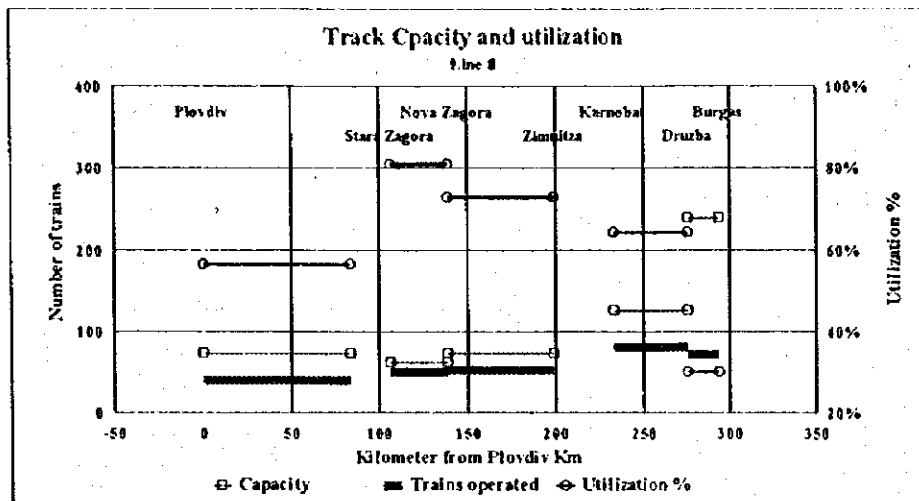 Track Cpacity and utilization
Line 8
400
100%
Plovdiv
Nova Zagora
Karnobat
Burgas
Stara Zagora
Zimnitza
Druzba
300
80%
200
60%
100
40%
0
20%
Number of trains
Utilization %
-50 0 50 100 150 200 250 300 350
Kilometer from Plovdiv Km
Capacity Trains operated Utilization %